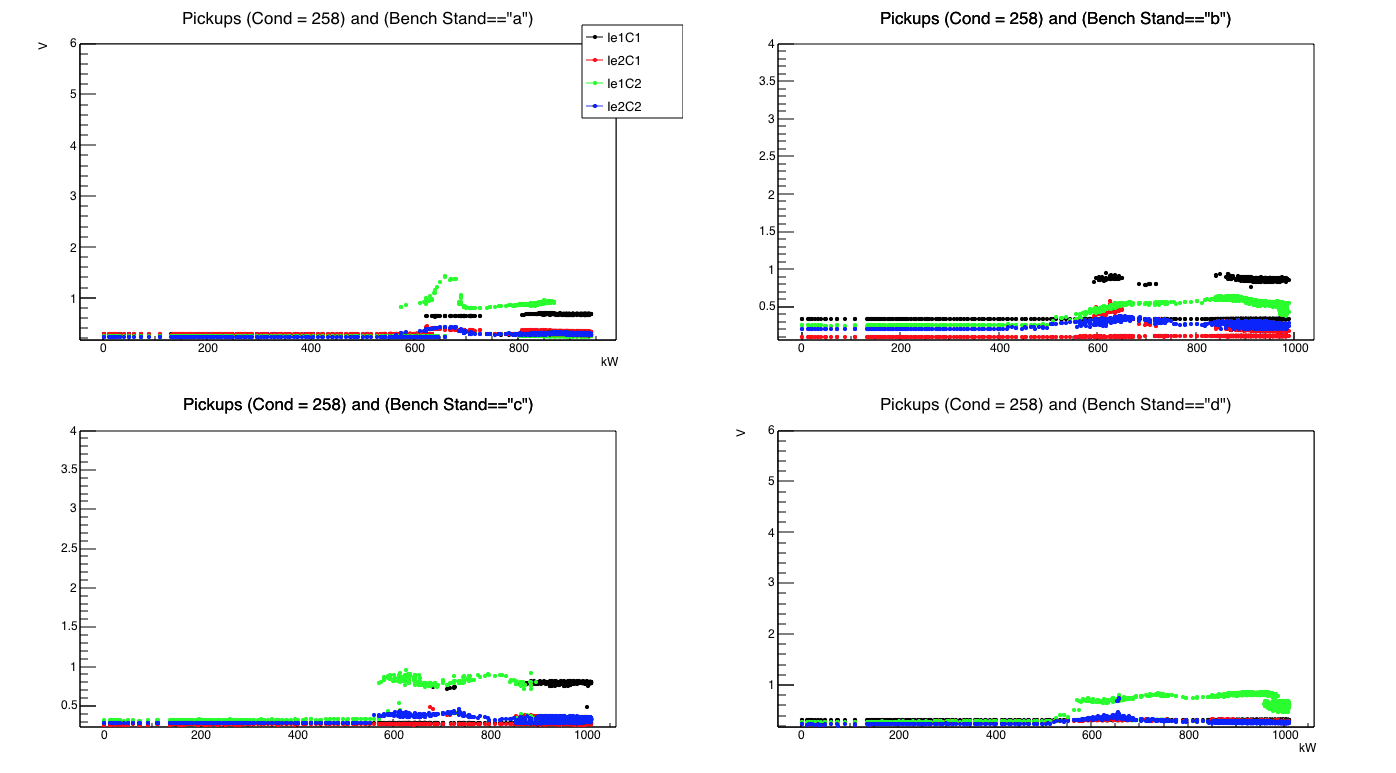 Pickups (Cond = 258) and (Bench Stand=="a")
V
6
5
4
3
2
1
0 200 400 600 800
kW
Ie1C1
Ie2C1
Ie1C2
Ie2C2
Pickups (Cond = 258) and (Bench Stand=="b")
4
3.5
3
2.5
2
1.5
1
0.5
0 200 400 600 800 1000
Pickups (Cond = 258) and (Bench Stand=="c")
4
3.5
3
2.5
2
1.5
1
0.5
0 200 400 600 800 1000
Pickups (Cond = 258) and (Bench Stand=="d")
V
6
5
4
3
2
1
0 200 400 600 800 1000
kW